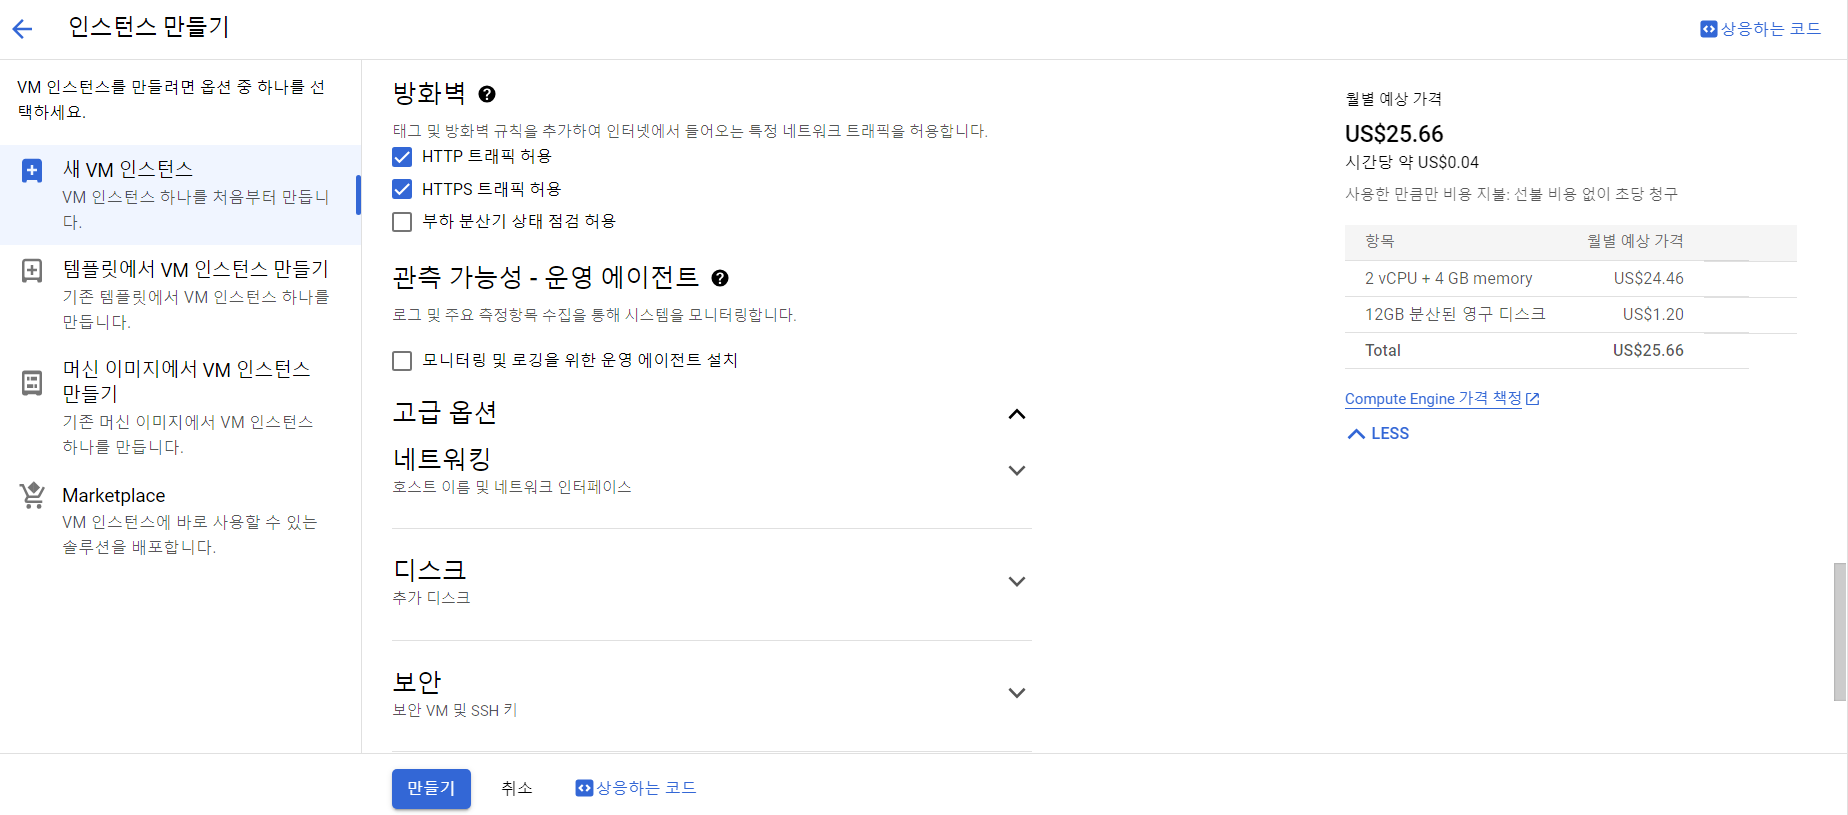 인스턴스 만들기
상응하는 코드
VM 인스턴스를 만들려면 옵션 중 하나를 선
택하세요.
새 VM 인스턴스
VM 인스턴스 하나를 처음부터 만듭니
다.
템플릿에서 VM 인스턴스 만들기
기존 템플릿에서 VM 인스턴스 하나를
만듭니다.
머신 이미지에서 VM 인스턴스
만들기
기존 머신 이미지에서 VM 인스턴스
하나를 만듭니다.
Marketplace
VM 인스턴스에 바로 사용할 수 있는
솔루션을 배포합니다.
방화벽
태그 및 방화벽 규칙을 추가하여 인터넷에서 들어오는 특정 네트워크 트래픽을 허용합니다.
HTTP 트래픽 허용
HTTPS 트래픽 허용
부하 분산기 상태 점검 허용
관측 가능성 - 운영 에이전트
로그 및 주요 측정항목 수집을 통해 시스템을 모니터링합니다.
모니터링 및 로깅을 위한 운영 에이전트 설치
고급 옵션
네트워킹
호스트 이름 및 네트워크 인터페이스
디스크
추가 디스크
보안
보안 VM 및 SSH 키
월별 예상 가격
US$25.66
시간당 약 US$0.04
사용한 만큼만 비용 지불: 선불 비용 없이 초당 청구
항목 월별 예상 가격
2 vCPU + 4 GB memory US$24.46
12GB 분산된 영구 디스크 US$1.20
Total US$25.66
Compute Engine 가격 책정
LESS
만들기 취소 상응하는 코드